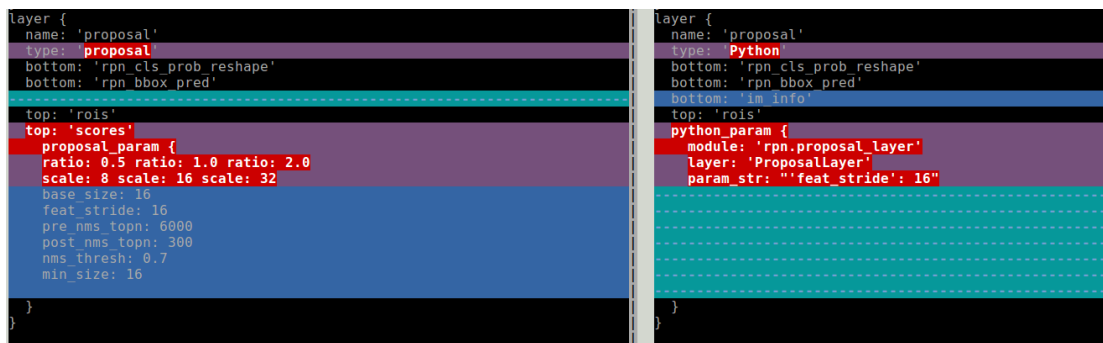 layer {
  name: 'proposal'
  type: 'proposal'
  bottom: 'rpn_cls_prob_reshape'
  bottom: 'rpn_bbox_pred'
  top: 'rois'
  top: 'scores'
    proposal_param {
    ratio: 0.5 ratio: 1.0 ratio: 2.0
    scale: 8 scale: 16 scale: 32
    base_size: 16
    feat_stride: 16
    pre_nms_topn: 6000
    post_nms_topn: 300
    nms_thresh: 0.7
    min_size: 16
  }
}
layer {
  name: 'proposal'
  type: 'Python'
  bottom: 'rpn_cls_prob_reshape'
  bottom: 'rpn_bbox_pred'
  bottom: 'im_info'
  top: 'rois'
  python_param {
    module: 'rpn.proposal_layer'
    layer: 'ProposalLayer'
    param_str: "'feat_stride': 16"
  }
}